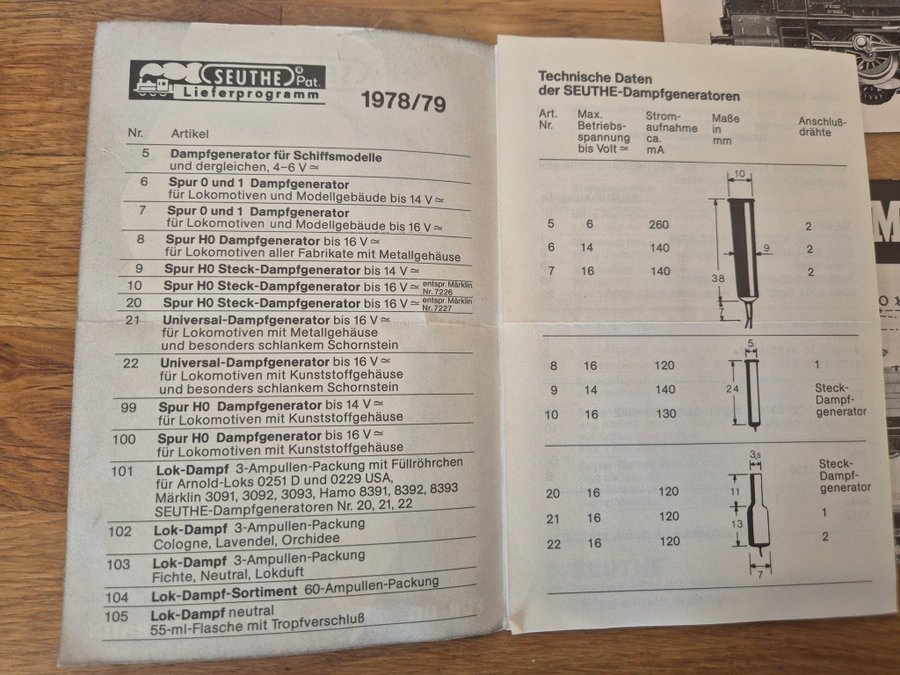 SEUTHE © Pat.
Lieferprogramm
1978/79
Nr. Artikel
5 Dampfgenerator für Schiffsmodelle
und dergleichen, 4–6 V ≃
6 Spur 0 und 1 Dampfgenerator
für Lokomotiven und Modellgebäude bis 14 V ≃
7 Spur 0 und 1 Dampfgenerator
für Lokomotiven und Modellgebäude bis 16 V ≃
8 Spur H0 Dampfgenerator bis 16 V ≃
für Lokomotiven aller Fabrikate mit Metallgehäuse
9 Spur H0 Steck-Dampfgenerator bis 14 V ≃
10 Spur H0 Steck-Dampfgenerator bis 16 V ≃ entspr. Märklin Nr. 7226
20 Spur H0 Steck-Dampfgenerator bis 16 V ≃ entspr. Märklin Nr. 7227
21 Universal-Dampfgenerator bis 16 V ≃
für Lokomotiven mit Metallgehäuse
und besonders schlankem Schornstein
22 Universal-Dampfgenerator bis 16 V ≃
für Lokomotiven mit Kunststoffgehäuse
und besonders schlankem Schornstein
99 Spur H0 Dampfgenerator bis 14 V ≃
für Lokomotiven mit Kunststoffgehäuse
100 Spur H0 Dampfgenerator bis 16 V ≃
für Lokomotiven mit Kunststoffgehäuse
101 Lok-Dampf 3-Ampullen-Packung mit Füllröhrchen
für Arnold-Loks 0251 D und 0229 USA,
Märklin 3091, 3092, 3093, Hamo 8391, 8392, 8393
SEUTHE-Dampfgeneratoren Nr. 20, 21, 22
102 Lok-Dampf 3-Ampullen-Packung
Cologne, Lavendel, Orchidee
103 Lok-Dampf 3-Ampullen-Packung
Fichte, Neutral, Lokduft
104 Lok-Dampf-Sortiment 60-Ampullen-Packung
105 Lok-Dampf neutral
55-ml-Flasche mit Tropfverschluß
Technische Daten
der SEUTHE-Dampfgeneratoren
Art. Nr. Max. Betriebs-spannung bis Volt ≃ Strom-aufnahme ca. mA Maße in mm Anschluß-drähte
10
5 6 260 2
6 14 140 9 2
7 16 140 2
38
7
5
8 16 120 1
9 14 140 24 Steck-
Dampf-
10 16 130 generator
3,5
20 16 120 11 Steck-
Dampf-
generator
21 16 120 13 1
22 16 120 2
7
M